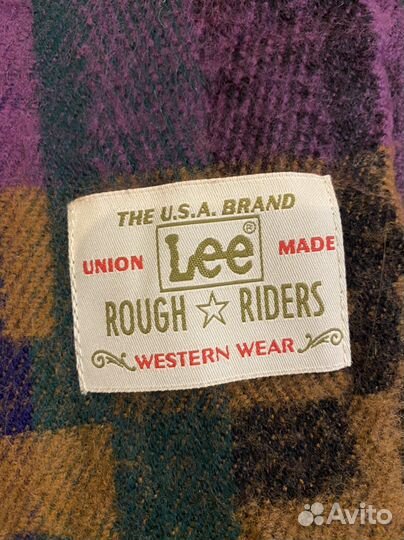 THE U.S.A. BRAND
UNION Lee® MADE
ROUGH ☆ RIDERS
WESTERN WEAR
Avito